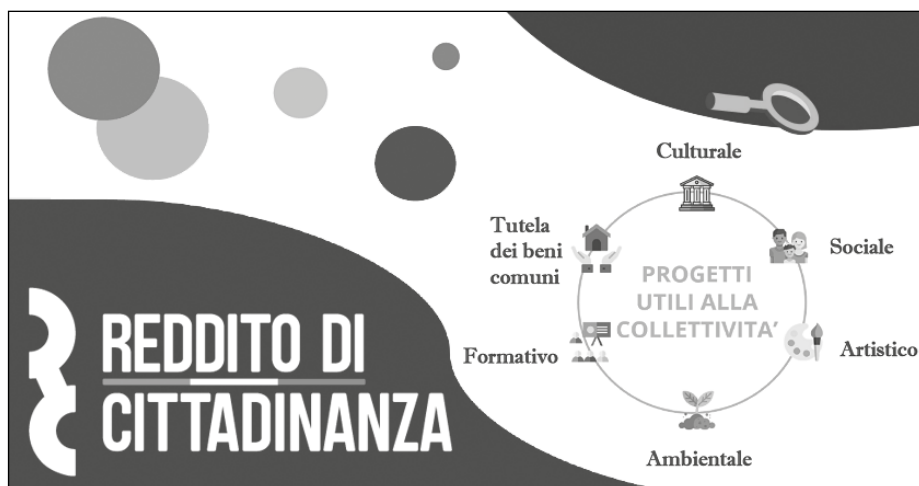 REDDITO DI
CITTADINANZA
PROGETTI
UTILI ALLA
COLLETTIVITA’
Culturale
Sociale
Artistico
Ambientale
Formativo
Tutela
dei beni
comuni